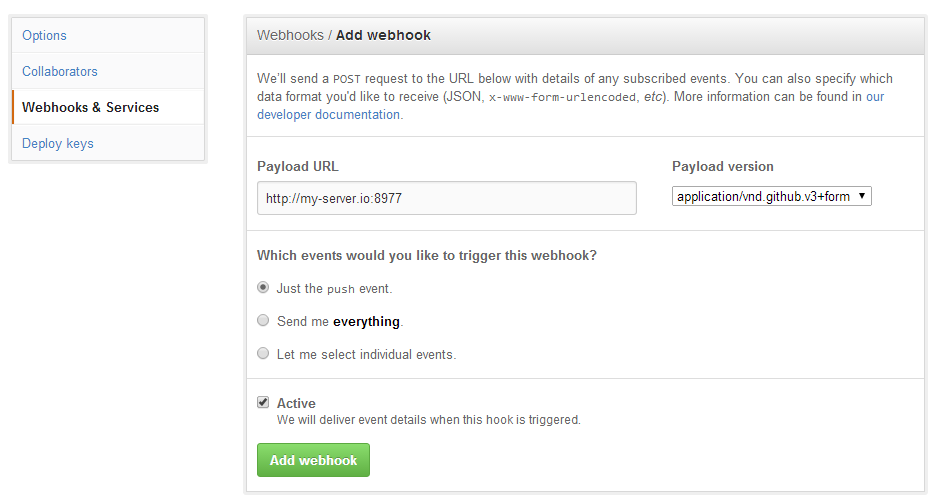 Options
Collaborators
Webhooks & Services
Deploy keys
Webhooks / Add webhook
We'll send a POST request to the URL below with details of any subscribed events. You can also specify which
data format you'd like to receive (JSON, x-www-form-urlencoded, etc). More information can be found in our
developer documentation.
Payload URL
Payload version
http://my-server.io:8977
application/vnd.github.v3+form
Which events would you like to trigger this webhook?
Just the push event.
Send me everything.
Let me select individual events.
Active
We will deliver event details when this hook is triggered.
Add webhook